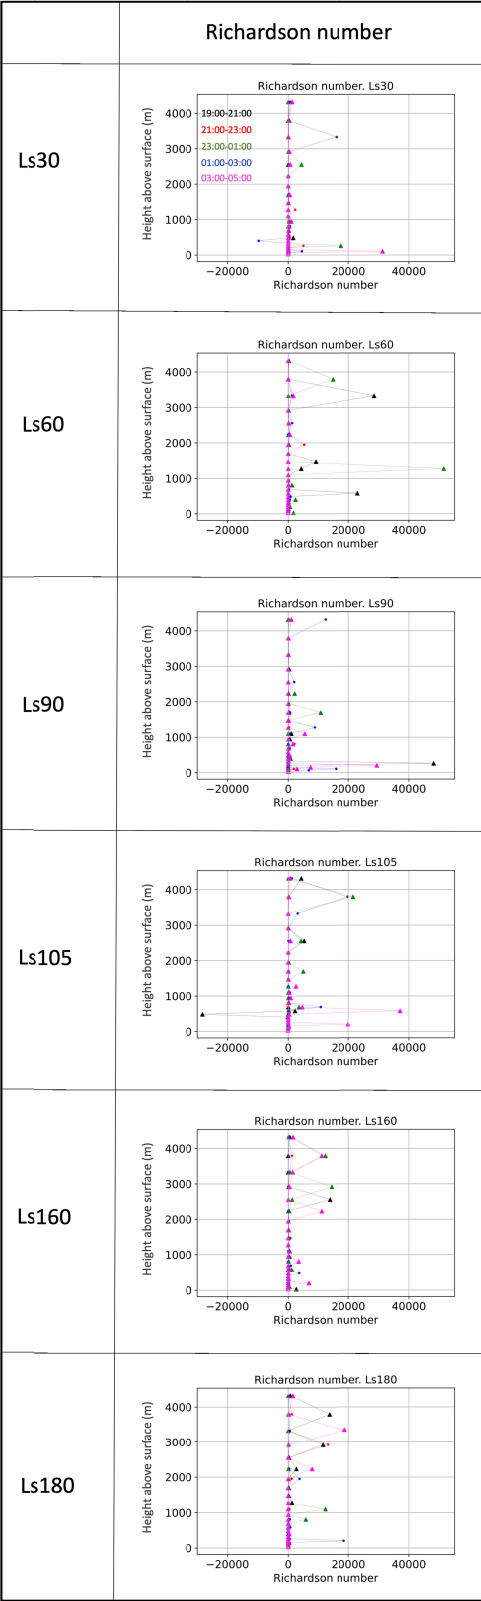 Richardson number
Ls30
Richardson number. Ls30
Height above surface (m)
4000
3000
2000
1000
0
19:00-21:00
21:00-23:00
23:00-01:00
01:00-03:00
03:00-05:00
−20000 0 20000 40000
Richardson number
Ls60
Richardson number. Ls60
Height above surface (m)
4000
3000
2000
1000
0
−20000 0 20000 40000
Richardson number
Ls90
Richardson number. Ls90
Height above surface (m)
4000
3000
2000
1000
0
−20000 0 20000 40000
Richardson number
Ls105
Richardson number. Ls105
Height above surface (m)
4000
3000
2000
1000
0
−20000 0 20000 40000
Richardson number
Ls160
Richardson number. Ls160
Height above surface (m)
4000
3000
2000
1000
0
−20000 0 20000 40000
Richardson number
Ls180
Richardson number. Ls180
Height above surface (m)
4000
3000
2000
1000
0
−20000 0 20000 40000
Richardson number